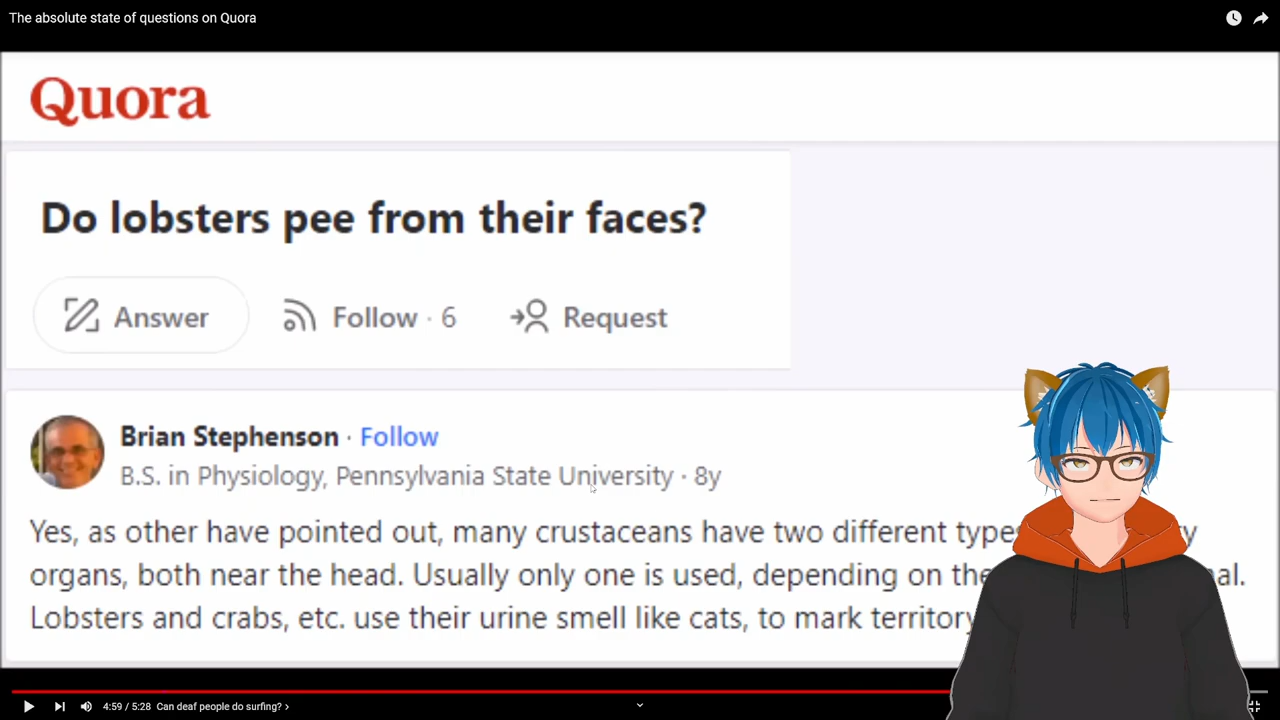 The absolute state of questions on Quora
Quora
Do lobsters pee from their faces?
Answer
Follow · 6
Request
Brian Stephenson · Follow
B.S. in Physiology, Pennsylvania State University · 8y
Yes, as other have pointed out, many crustaceans have two different
organs, both near the head. Usually only one is used, depending on
Lobsters and crabs, etc. use their urine smell like cats, to mark territory
4:59 / 5:28 Can deaf people do surfing? ›